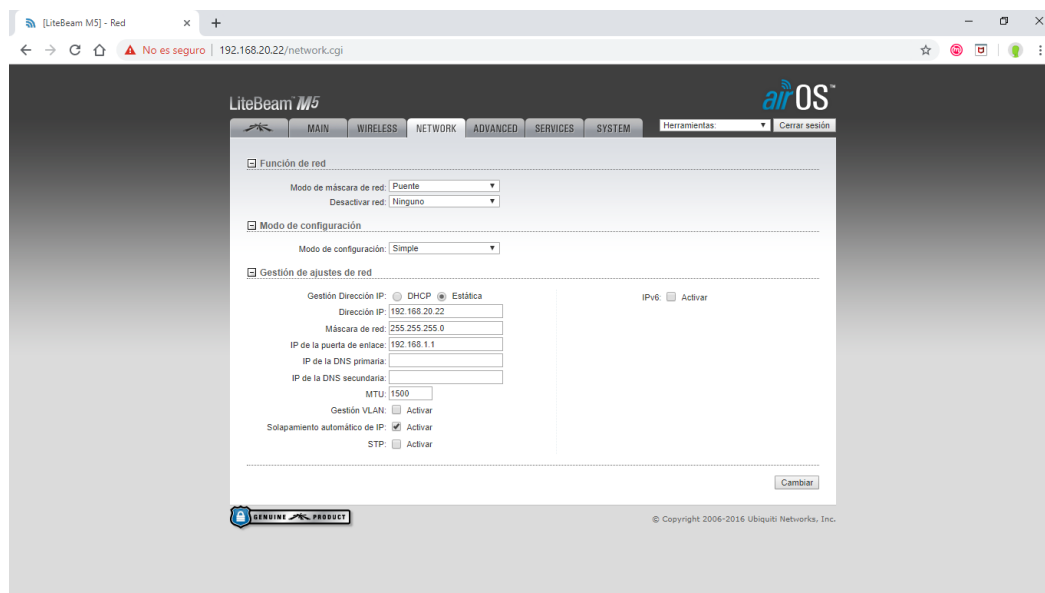 [LiteBeam M5] - Red
No es seguro | 192.168.20.22/network.cgi
LiteBeam™ M5
airOS™
MAIN WIRELESS NETWORK ADVANCED SERVICES SYSTEM Herramientas: Cerrar sesión
Función de red
Modo de máscara de red: Puente
Desactivar red: Ninguno
Modo de configuración
Modo de configuración: Simple
Gestión de ajustes de red
Gestión Dirección IP: DHCP Estática IPv6: Activar
Dirección IP: 192.168.20.22
Máscara de red: 255.255.255.0
IP de la puerta de enlace: 192.168.1.1
IP de la DNS primaria:
IP de la DNS secundaria:
MTU: 1500
Gestión VLAN: Activar
Solapamiento automático de IP: Activar
STP: Activar
Cambiar
GENUINE PRODUCT © Copyright 2006-2016 Ubiquiti Networks, Inc.